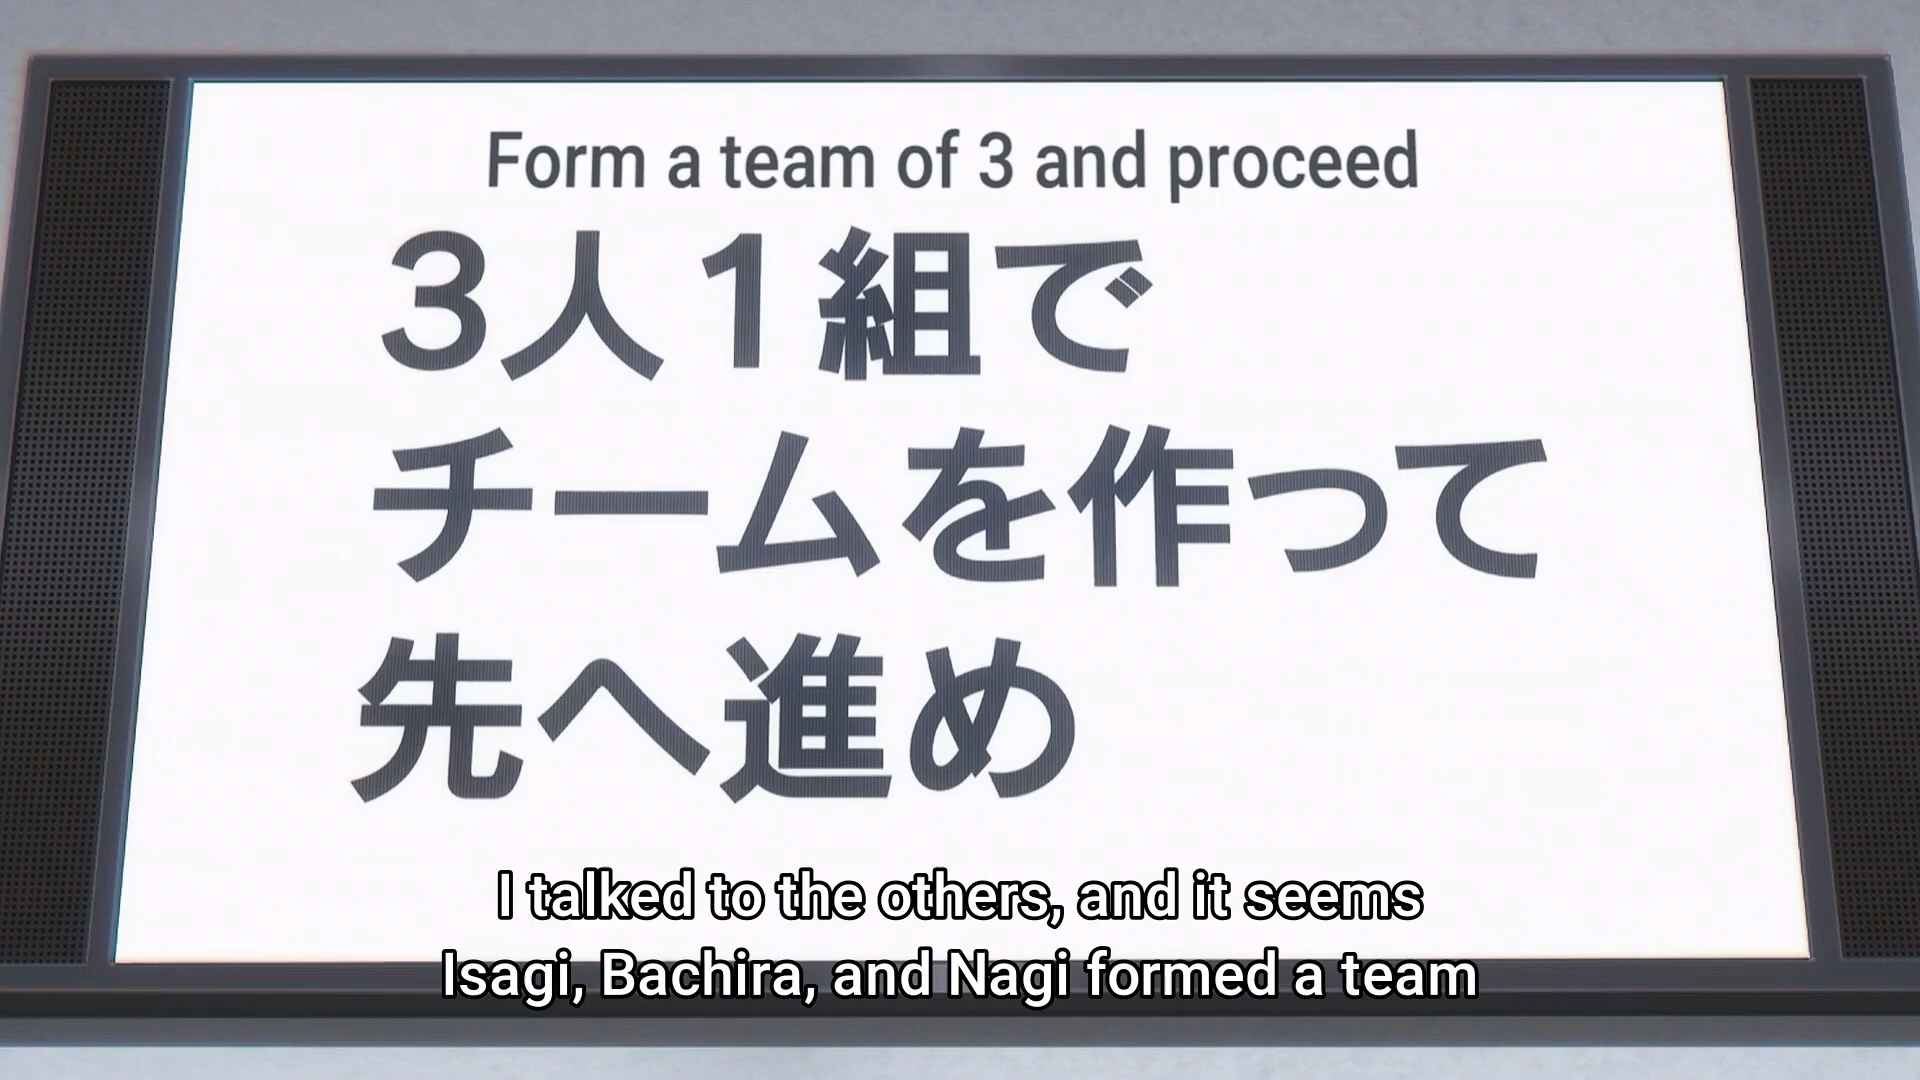 Form a team of 3 and proceed
3人1組で
チームを作って
先へ進め
I talked to the others, and it seems
Isagi, Bachira, and Nagi formed a team